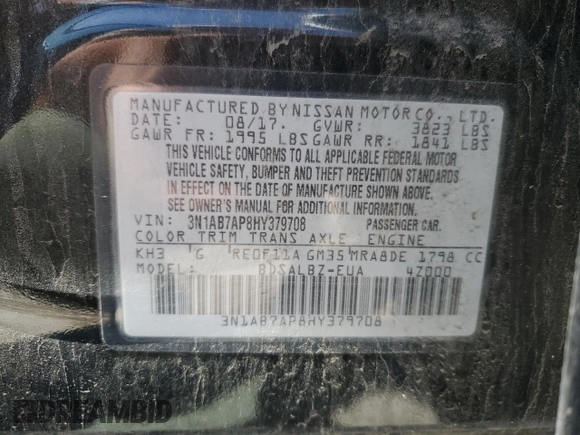 MANUFACTURED BY NISSAN MOTOR CO., LTD.
DATE: 08/17. GVWR: 3823 LBS
GAWR FR: 1995 LBS GAWR RR: 1841 LBS
THIS VEHICLE CONFORMS TO ALL APPLICABLE FEDERAL MOTOR
VEHICLE SAFETY, BUMPER AND THEFT PREVENTION STANDARDS
IN EFFECT ON THE DATE OF MANUFACTURE SHOWN ABOVE.
SEE OWNER'S MANUAL FOR ADDITIONAL INFORMATION.
VIN: 3N1AB7AP8HY379708 PASSENGER CAR.
COLOR TRIM TRANS AXLE ENGINE
KH3 G RE0F11A GM35 MRA8DE 1798 CC
MODEL: BDSALBZ-EUA 4Z000
3N1AB7AP8HY379708
AIDREAMBID